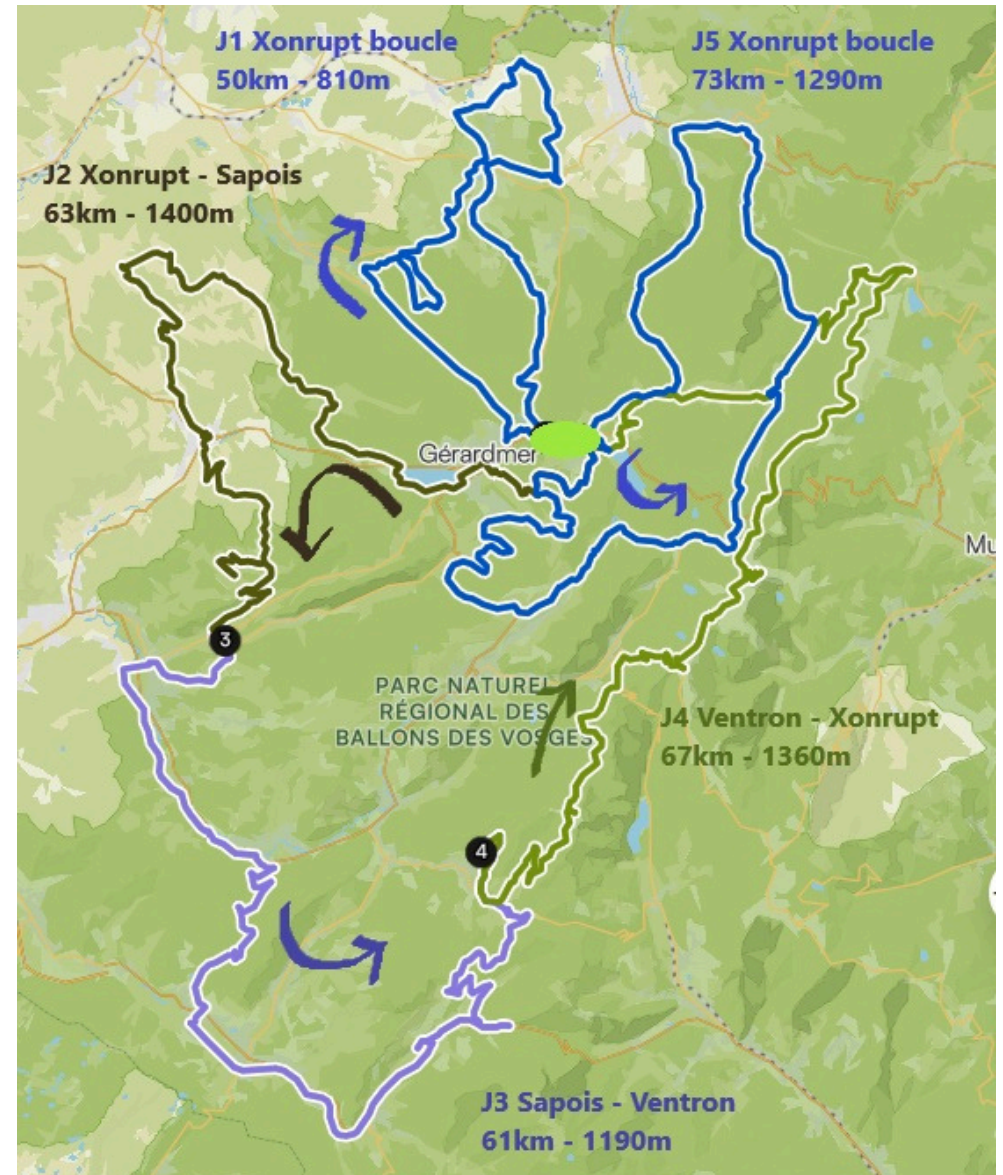 J1 Xonrupt boucle
50km - 810m
J5 Xonrupt boucle
73km - 1290m
J2 Xonrupt - Sapois
63km - 1400m
Gérardmer
Mu
3
PARC NATUREL
RÉGIONAL DES
BALLONS DES VOSGES
J4 Ventron - Xonrupt
67km - 1360m
4
J3 Sapois - Ventron
61km - 1190m